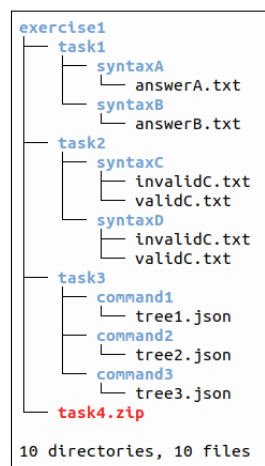 exercise1
├── task1
│   ├── syntaxA
│   │   └── answerA.txt
│   └── syntaxB
│       └── answerB.txt
├── task2
│   ├── syntaxC
│   │   ├── invalidC.txt
│   │   └── validC.txt
│   └── syntaxD
│       ├── invalidC.txt
│       └── validC.txt
├── task3
│   ├── command1
│   │   └── tree1.json
│   ├── command2
│   │   └── tree2.json
│   └── command3
│       └── tree3.json
└── task4.zip
10 directories, 10 files